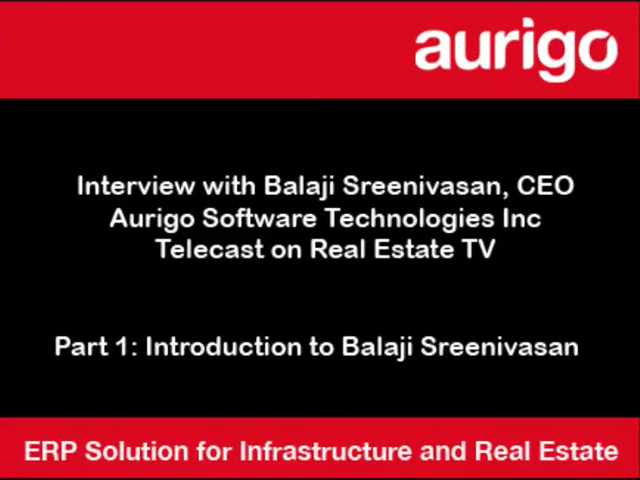 aurigo
Interview with Balaji Sreenivasan, CEO
Aurigo Software Technologies Inc
Telecast on Real Estate TV
Part 1: Introduction to Balaji Sreenivasan
ERP Solution for Infrastructure and Real Estate